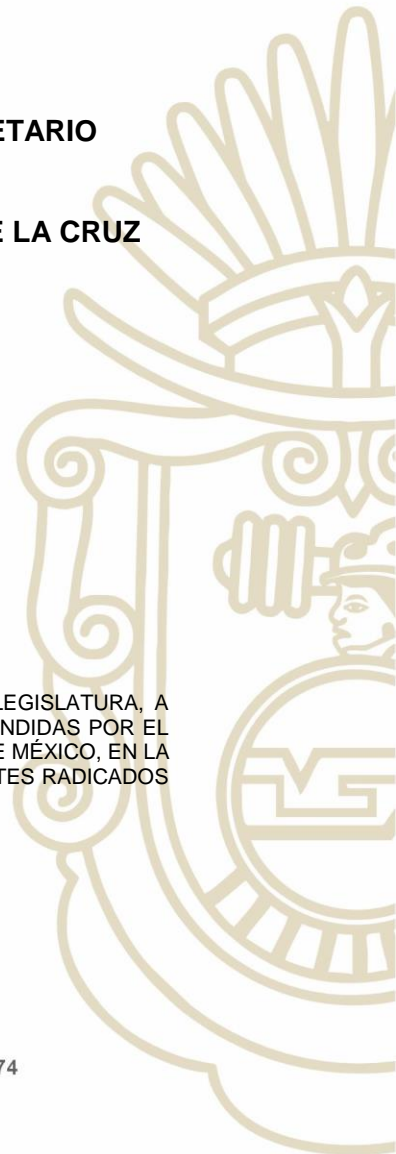 ETARIO
E LA CRUZ
LEGISLATURA, A
NDIDAS POR EL
E MÉXICO, EN LA
TES RADICADOS
74